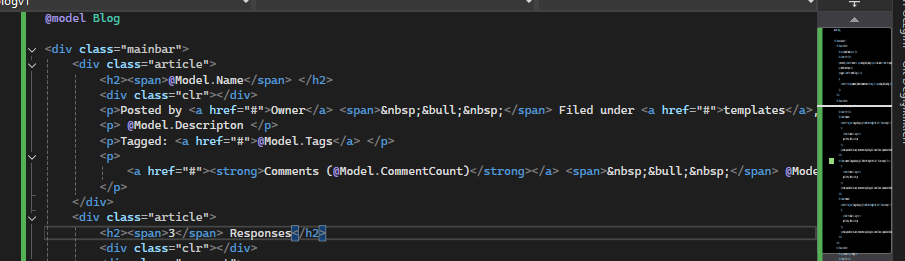 @model Blog
<div class="mainbar">
<div class="article">
<h2><span>@Model.Name</span> </h2>
<div class="clr"></div>
<p>Posted by <a href="#">Owner</a> <span>&nbsp;&bull;&nbsp;</span> Filed under <a href="#">templates</a>,
<p> @Model.Descripton </p>
<p>Tagged: <a href="#">@Model.Tags</a> </p>
<p>
<a href="#"><strong>Comments (@Model.CommentCount)</strong></a> <span>&nbsp;&bull;&nbsp;</span> @Mode
</p>
</div>
<div class="article">
<h2><span>3</span> Responses</h2>
<div class="clr"></div>